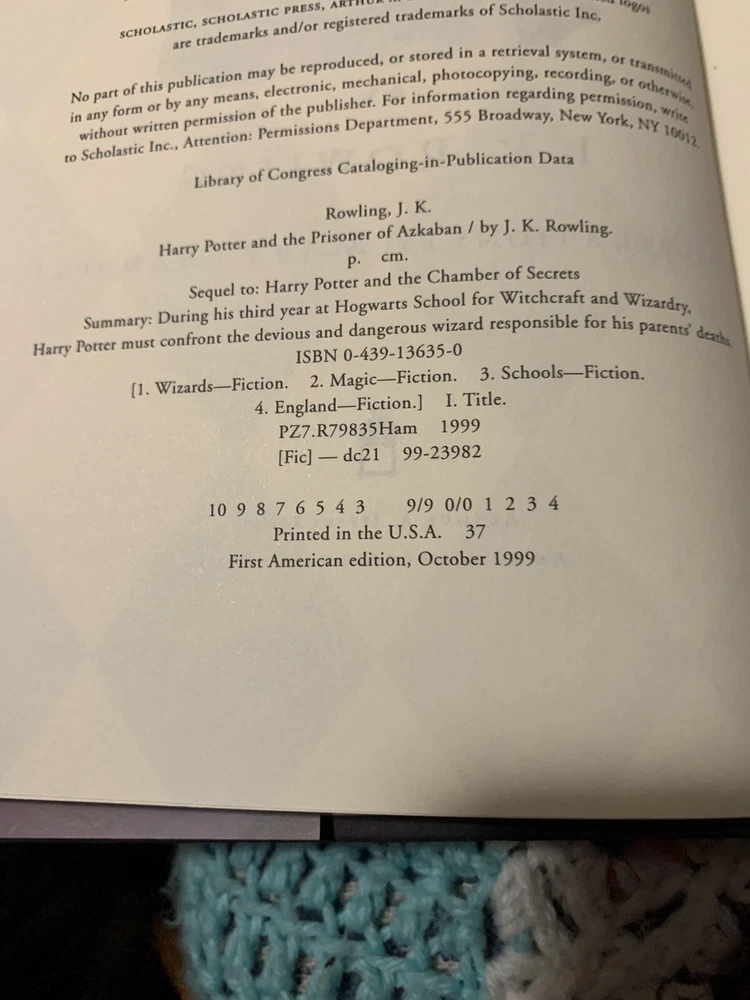 SCHOLASTIC, SCHOLASTIC PRESS, ARTHUR logos
are trademarks and/or registered trademarks of Scholastic Inc.
No part of this publication may be reproduced, or stored in a retrieval system, or transmitted
in any form or by any means, electronic, mechanical, photocopying, recording, or otherwise,
without written permission of the publisher. For information regarding permission, write
to Scholastic Inc., Attention: Permissions Department, 555 Broadway, New York, NY 10012.
Library of Congress Cataloging-in-Publication Data
Rowling, J. K.
Harry Potter and the Prisoner of Azkaban / by J. K. Rowling.
p. cm.
Sequel to: Harry Potter and the Chamber of Secrets
Summary: During his third year at Hogwarts School for Witchcraft and Wizardry,
Harry Potter must confront the devious and dangerous wizard responsible for his parents' deaths.
ISBN 0-439-13635-0
[1. Wizards—Fiction. 2. Magic—Fiction. 3. Schools—Fiction.
4. England—Fiction.] I. Title.
PZ7.R79835Ham 1999
[Fic] — dc21 99-23982
10 9 8 7 6 5 4 3 9/9 0/0 1 2 3 4
Printed in the U.S.A. 37
First American edition, October 1999